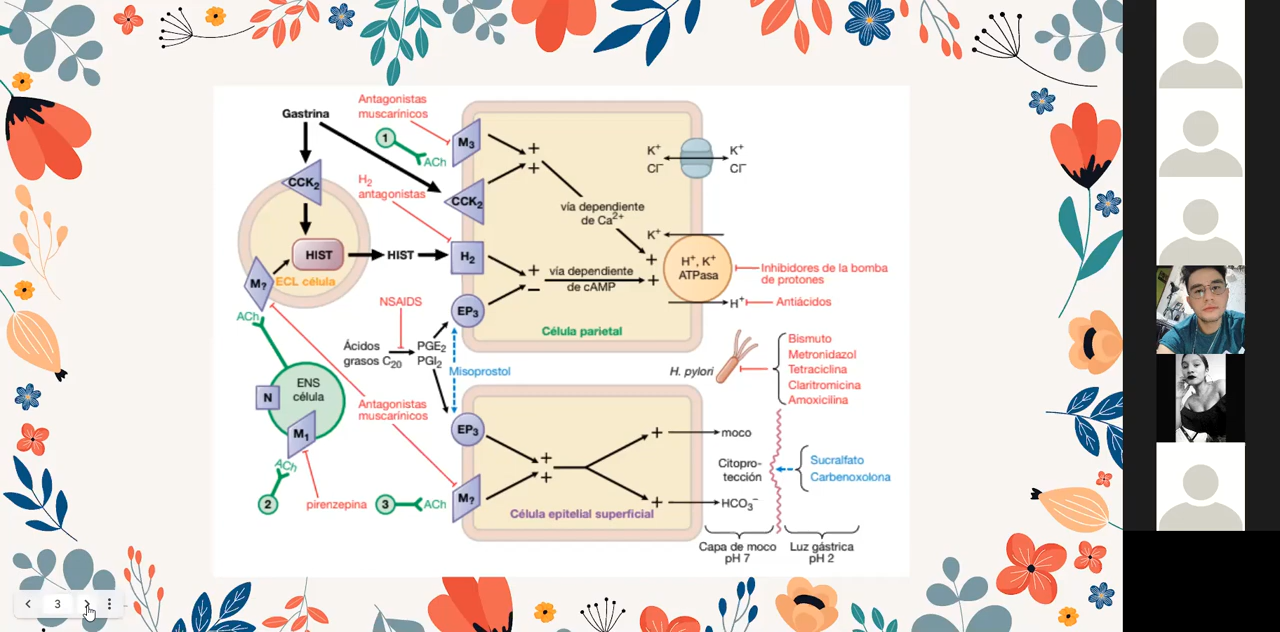 Antagonistas
muscarínicos
Gastrina
1
ACh
M3
K+
Cl−
K+
Cl−
CCK2
H2
antagonistas
CCK2
+
+
vía dependiente
de Ca2+
K+
HIST
HIST
H2
+
H+, K+
ATPasa
Inhibidores de la bomba
de protones
ECL célula
M?
+
−
vía dependiente
de cAMP
+
H+
Antiácidos
NSAIDS
EP3
ACh
Célula parietal
Ácidos
grasos C20
PGE2
PGI2
Misoprostol
H. pylori
Bismuto
Metronidazol
Tetraciclina
Claritromicina
Amoxicilina
ENS
célula
N
M1
Antagonistas
muscarínicos
EP3
+
moco
ACh
2
pirenzepina
3
ACh
M?
+
+
Citopro-
tección
Sucralfato
Carbenoxolona
+
HCO3−
Célula epitelial superficial
Capa de moco
pH 7
Luz gástrica
pH 2
3